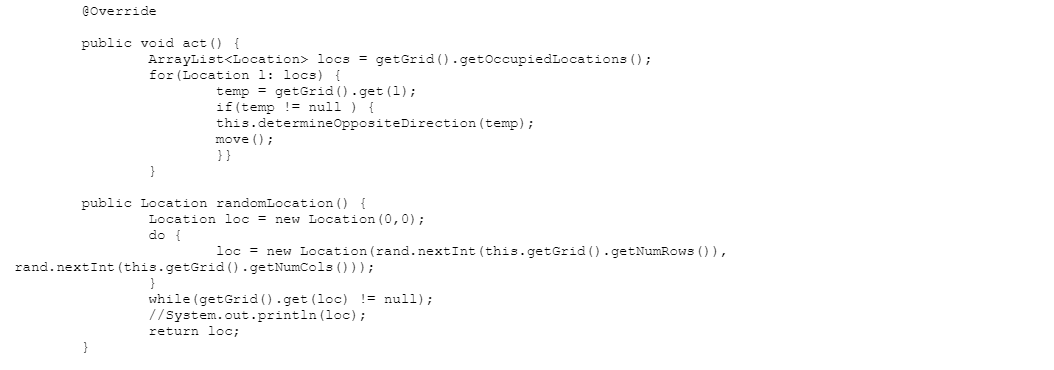 @Override
public void act() {
ArrayList<Location> locs = getGrid().getOccupiedLocations();
for(Location l: locs) {
temp = getGrid().get(l);
if(temp != null ) {
this.determineOppositeDirection(temp);
move();
}}
}
public Location randomLocation() {
Location loc = new Location(0,0);
do {
loc = new Location(rand.nextInt(this.getGrid().getNumRows()),
rand.nextInt(this.getGrid().getNumCols()));
}
while(getGrid().get(loc) != null);
//System.out.println(loc);
return loc;
}